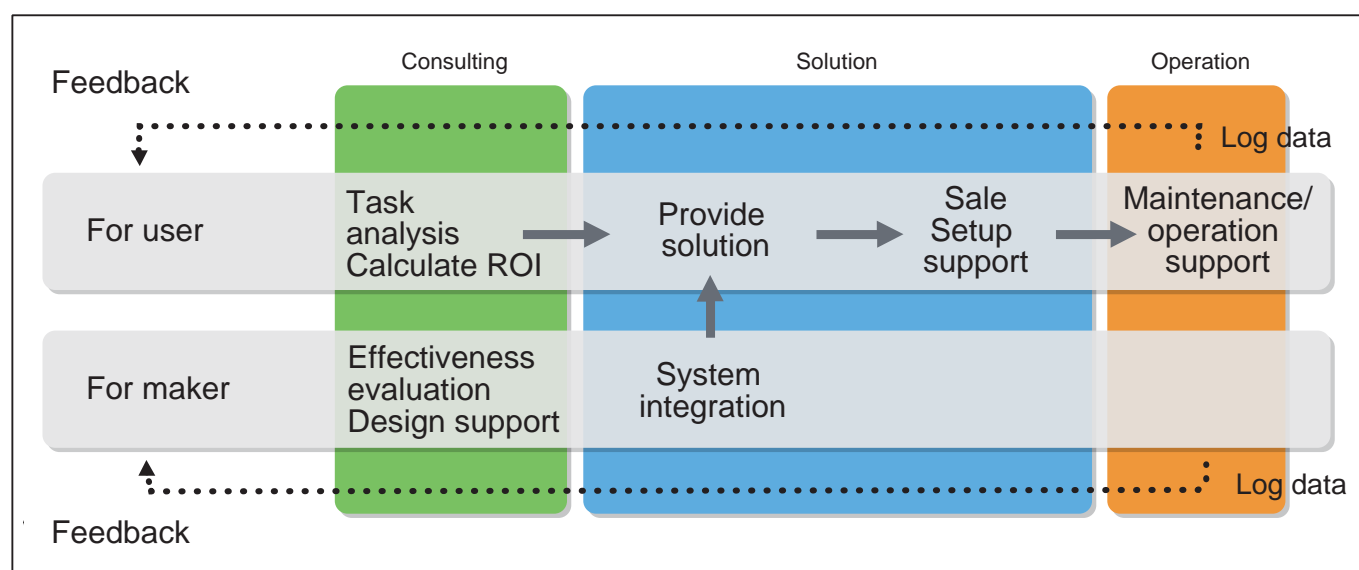 Consulting
Solution
Operation
Feedback
Log data
For user
Task
analysis
Calculate ROI
Provide
solution
Sale
Setup
support
Maintenance/
operation
support
For maker
Effectiveness
evaluation
Design support
System
integration
Log data
Feedback